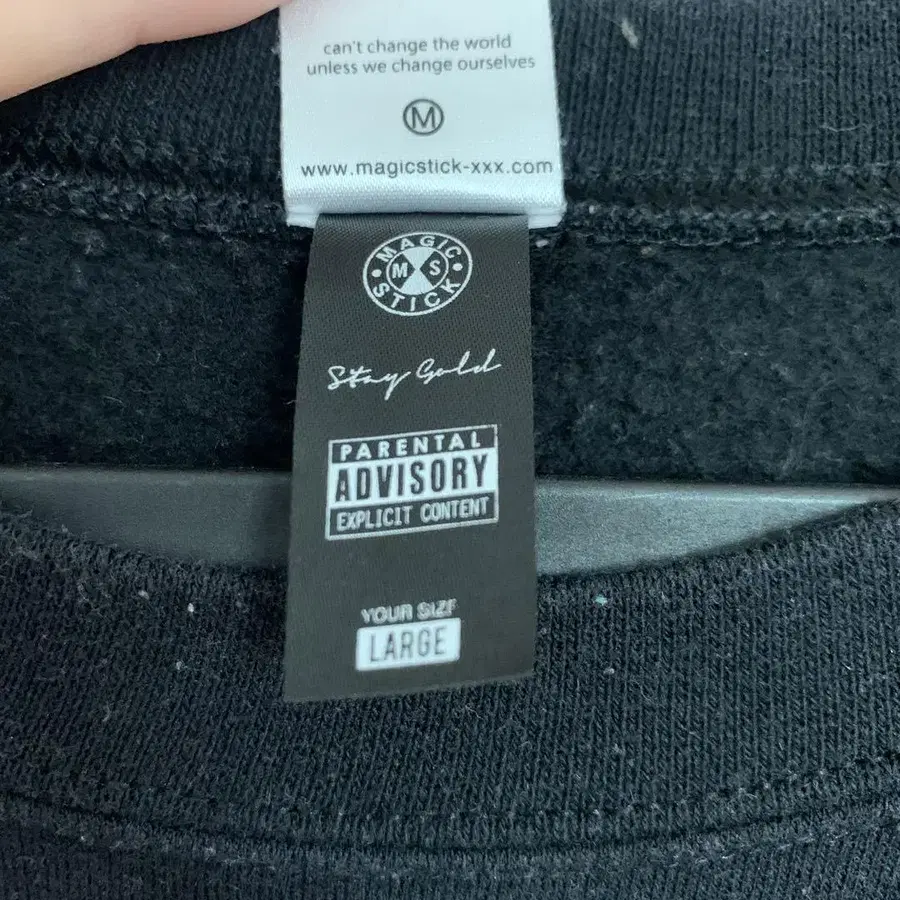 can't change the world
unless we change ourselves
M
www.magicstick-xxx.com
MAGIC
M S
STICK
Stay Gold
PARENTAL
ADVISORY
EXPLICIT CONTENT
YOUR SIZE
LARGE